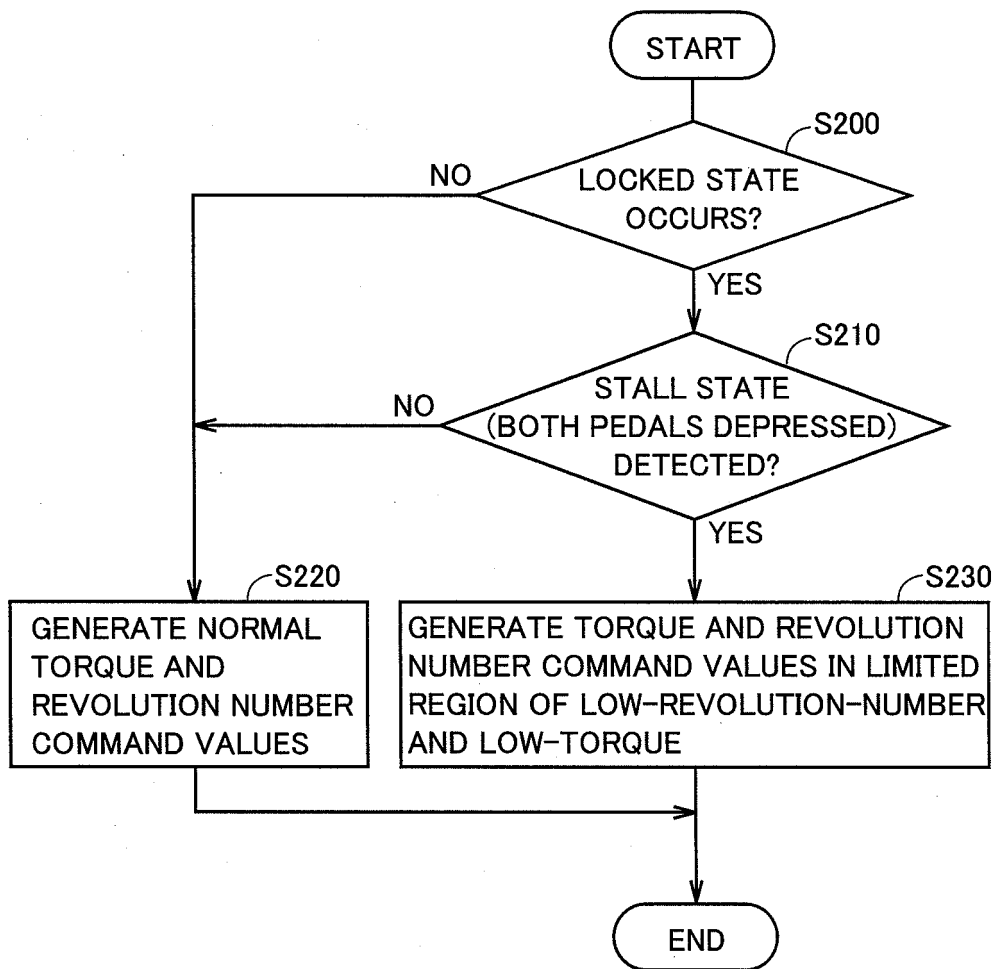 START
S200
NO
LOCKED STATE
OCCURS?
YES
S210
NO
STALL STATE
(BOTH PEDALS DEPRESSED)
DETECTED?
YES
S220
GENERATE NORMAL
TORQUE AND
REVOLUTION NUMBER
COMMAND VALUES
S230
GENERATE TORQUE AND REVOLUTION
NUMBER COMMAND VALUES IN LIMITED
REGION OF LOW-REVOLUTION-NUMBER
AND LOW-TORQUE
END